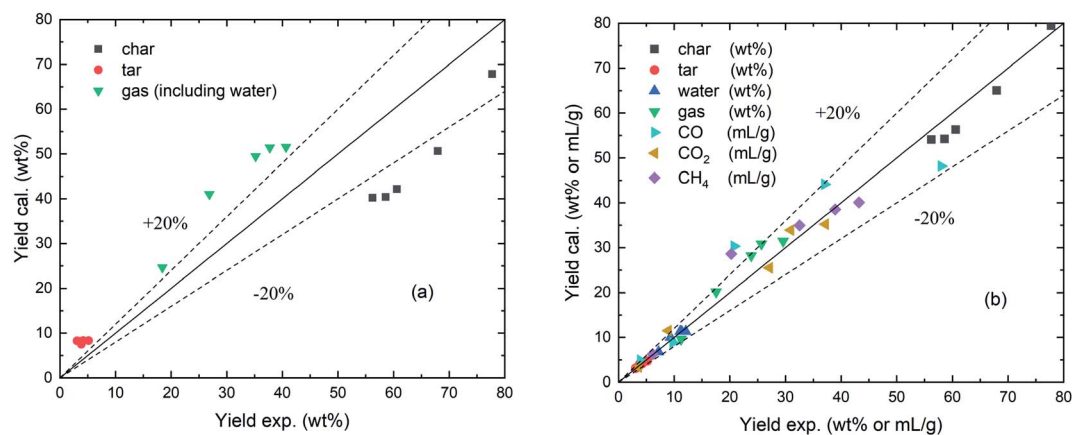 80
70
60
50
40
30
20
10
0
Yield cal. (wt%)
char
tar
gas (including water)
+20%
-20%
(a)
0 10 20 30 40 50 60 70 80
Yield exp. (wt%)
80
70
60
50
40
30
20
10
0
Yield cal. (wt% or mL/g)
char (wt%)
tar (wt%)
water (wt%)
gas (wt%)
CO (mL/g)
CO₂ (mL/g)
CH₄ (mL/g)
+20%
-20%
(b)
0 10 20 30 40 50 60 70 80
Yield exp. (wt% or mL/g)